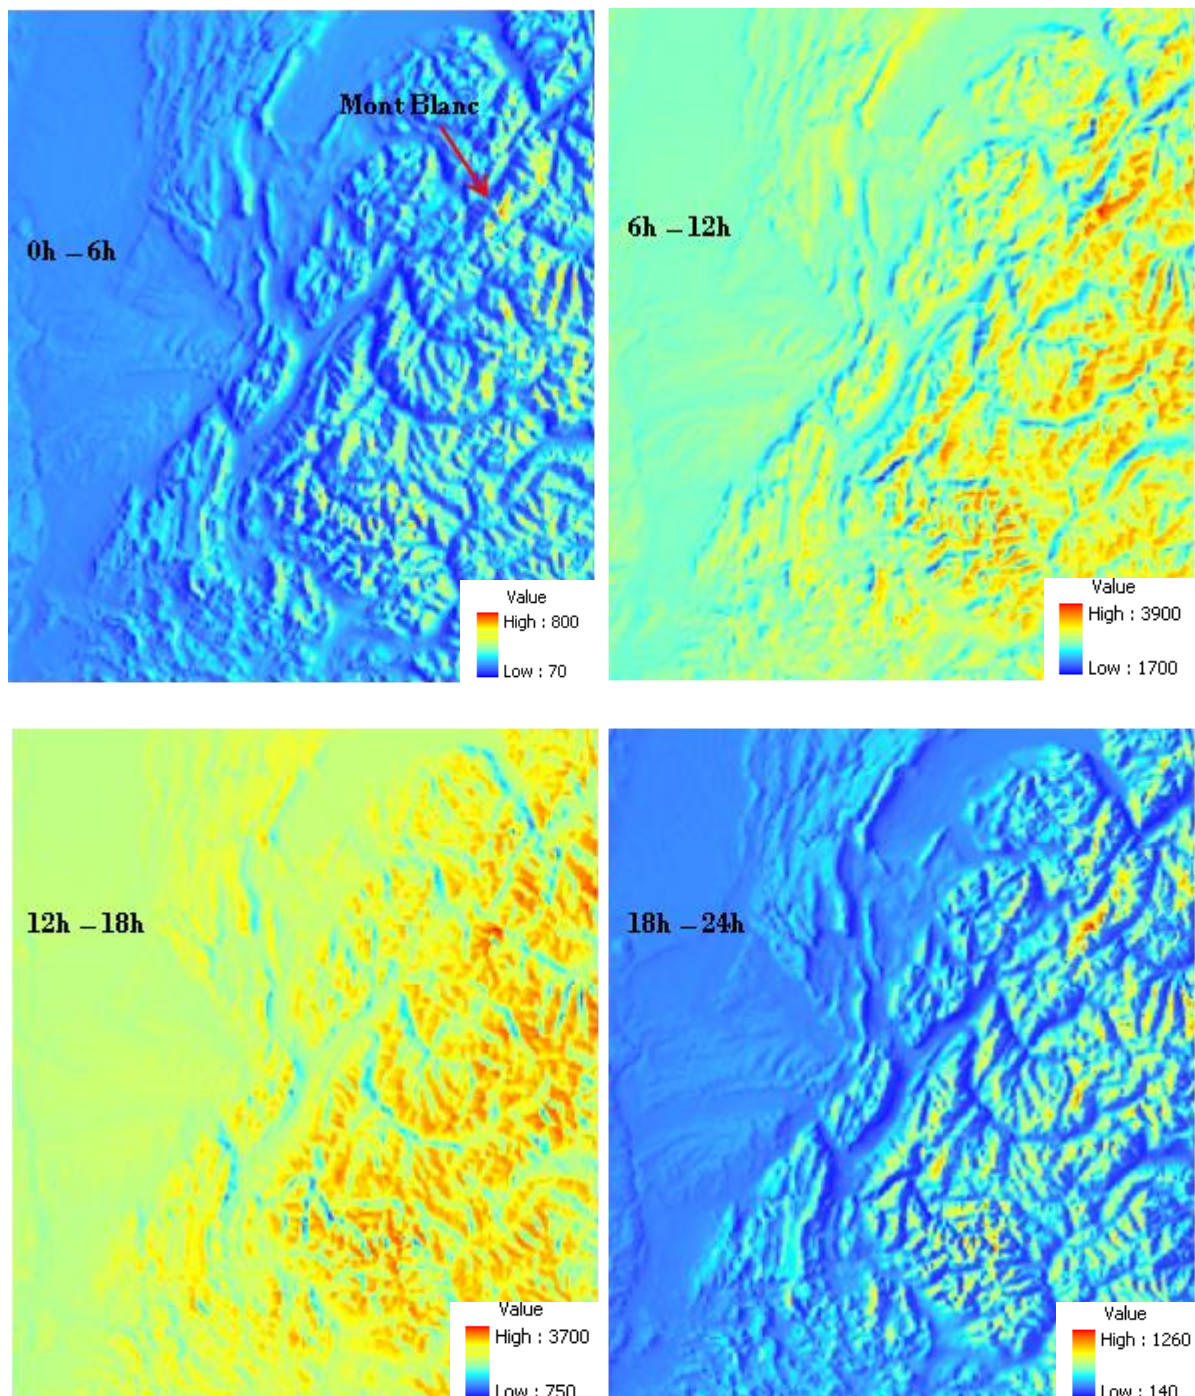 Mont Blanc
0h – 6h
Value
High : 800
Low : 70
6h – 12h
Value
High : 3900
Low : 1700
12h – 18h
Value
High : 3700
Low : 750
18h – 24h
Value
High : 1260
Low : 140